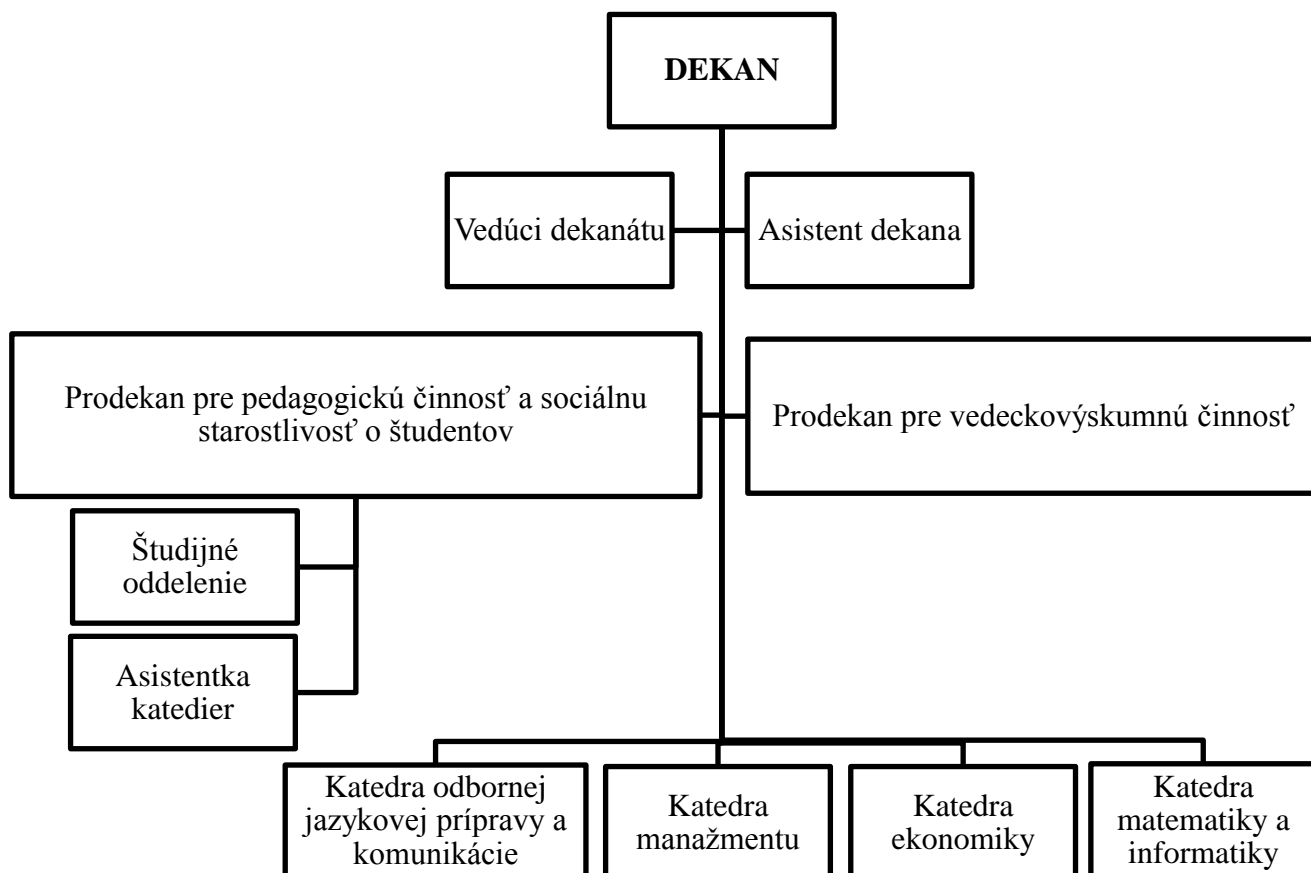 DEKAN
Vedúci dekanátu
Asistent dekana
Prodekan pre pedagogickú činnosť a sociálnu
starostlivosť o študentov
Prodekan pre vedeckovýskumnú činnosť
Študijné
oddelenie
Asistentka
katedier
Katedra odbornej
jazykovej prípravy a
komunikácie
Katedra
manažmentu
Katedra
ekonomiky
Katedra
matematiky a
informatiky